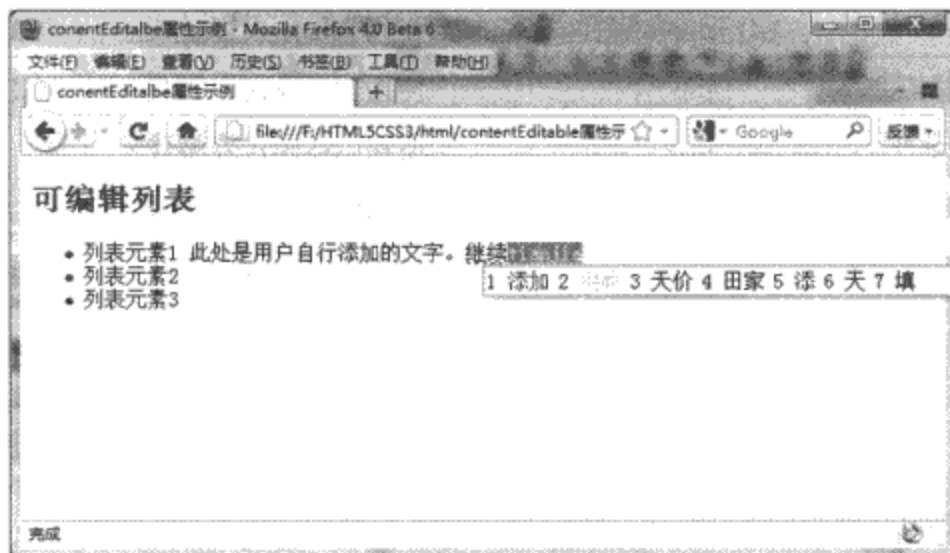 conentEditalbe属性示例 - Mozilla Firefox 4.0 Beta 6
文件(F) 编辑(E) 查看(V) 历史(S) 书签(B) 工具(T) 帮助(H)
conentEditalbe属性示例 +
file:///F:/HTML5CSS3/html/contentEditable属性示 Google 反馈
可编辑列表
• 列表元素1 此处是用户自行添加的文字。继续
1 添加 2 3 天价 4 田家 5 添 6 天 7 填
• 列表元素2
• 列表元素3
完成